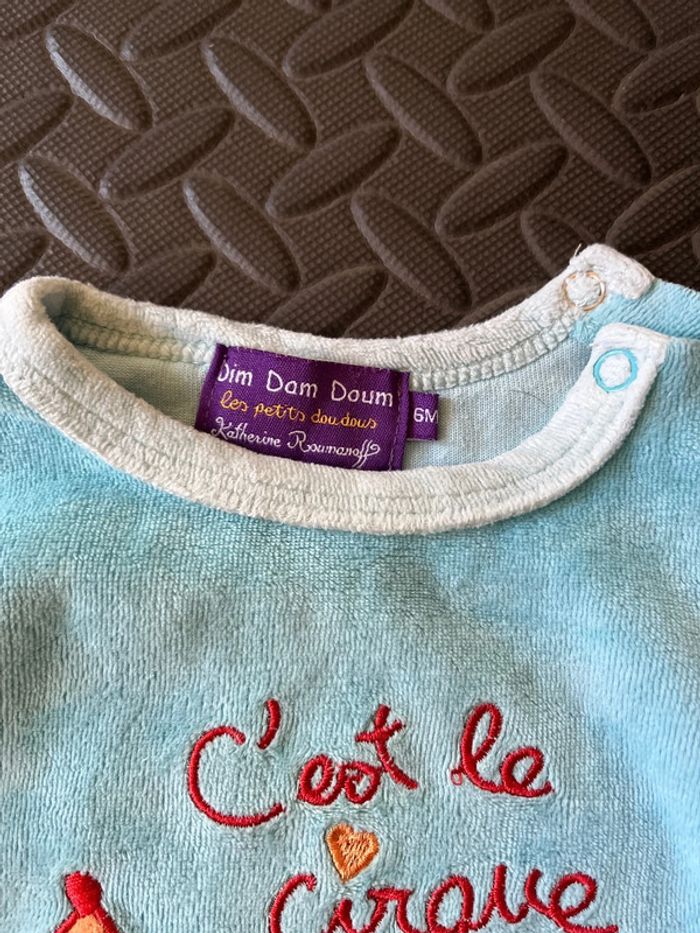 Dim Dam Doum
les petits doudous
Katherine Roumanoff
6M
C'est le
cirque